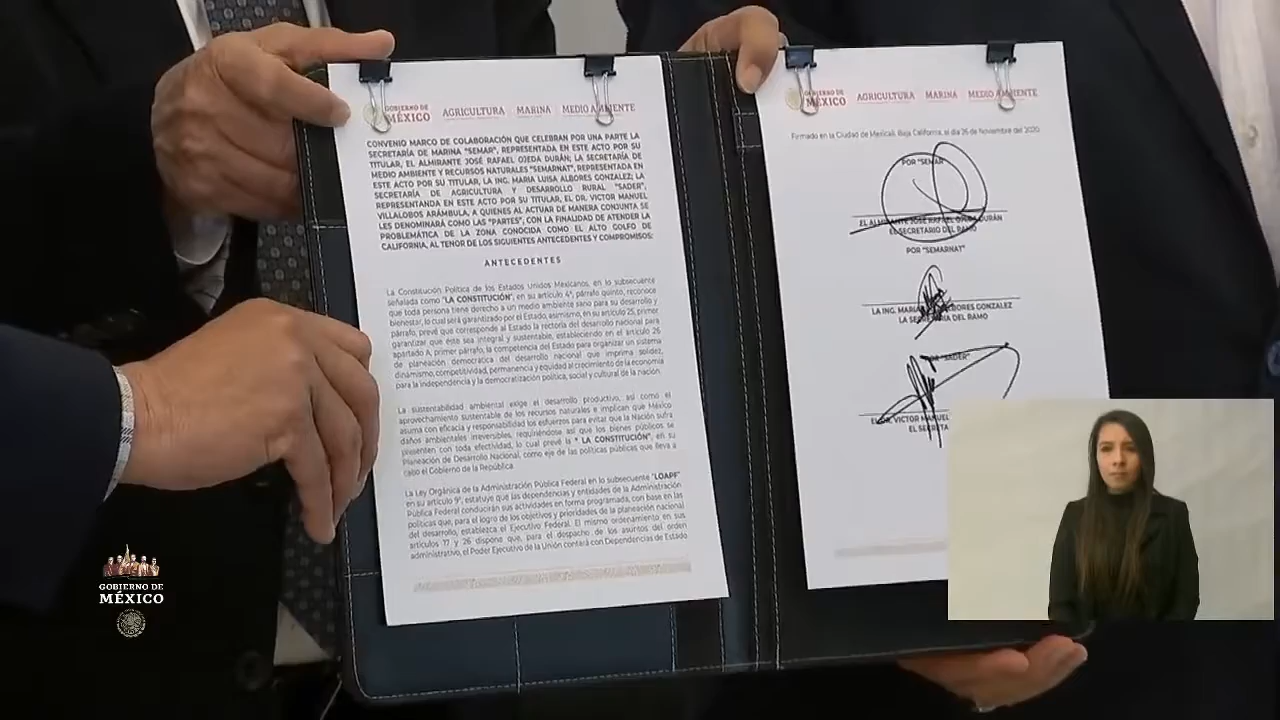 GOBIERNO DE
MÉXICO
AGRICULTURA
MARINA
MEDIO AMBIENTE
CONVENIO MARCO DE COLABORACIÓN QUE CELEBRAN POR UNA PARTE LA
SECRETARÍA DE MARINA "SEMAR", REPRESENTADA EN ESTE ACTO POR SU
TITULAR, EL ALMIRANTE JOSÉ RAFAEL OJEDA DURÁN; LA SECRETARÍA DE
MEDIO AMBIENTE Y RECURSOS NATURALES "SEMARNAT", REPRESENTADA EN
ESTE ACTO POR SU TITULAR, LA ING. MARIA LUISA ALBORES GONZALEZ; LA
SECRETARÍA DE AGRICULTURA Y DESARROLLO RURAL "SADER",
REPRESENTANDA EN ESTE ACTO POR SU TITULAR, EL DR. VICTOR MANUEL
VILLALOBOS ARÁMBULA, A QUIENES AL ACTUAR DE MANERA CONJUNTA SE
LES DENOMINARÁ COMO LAS "PARTES", CON LA FINALIDAD DE ATENDER LA
PROBLEMÁTICA DE LA ZONA CONOCIDA COMO EL ALTO GOLFO DE
CALIFORNIA, AL TENOR DE LOS SIGUIENTES ANTECEDENTES Y COMPROMISOS:
ANTECEDENTES
La Constitución Política de los Estados Unidos Mexicanos, en lo subsecuente
señalada como "LA CONSTITUCIÓN", en su artículo 4º, párrafo quinto, reconoce
que toda persona tiene derecho a un medio ambiente sano para su desarrollo y
bienestar, lo cual será garantizado por el Estado, asimismo, en su artículo 25, primer
párrafo, prevé que corresponde al Estado la rectoría del desarrollo nacional para
garantizar que este sea integral y sustentable, estableciendo en el artículo 26
apartado A, primer párrafo, la competencia del Estado para organizar un sistema
de planeación democrática del desarrollo nacional que imprima solidez,
dinamismo, competitividad, permanencia y equidad al crecimiento de la economía
para la independencia y la democratización política, social y cultural de la nación.
La sustentabilidad ambiental exige el desarrollo productivo, así como el
aprovechamiento sustentable de los recursos naturales e implican que México
asuma con eficacia y responsabilidad los esfuerzos para evitar que la Nación sufra
daños ambientales irreversibles, requiriéndose así que los bienes públicos se
presenten con toda efectividad, lo cual prevé la " LA CONSTITUCIÓN", en su
Planeación de Desarrollo Nacional, como eje de las políticas públicas que lleva a
cabo el Gobierno de la República.
La Ley Orgánica de la Administración Pública Federal en lo subsecuente "LOAPF"
en su artículo 9º, estatuye que las dependencias y entidades de la Administración
Pública Federal conducirán sus actividades en forma programada, con base en las
políticas que, para el logro de los objetivos y prioridades de la planeación nacional
del desarrollo, establezca el Ejecutivo Federal. El mismo ordenamiento en sus
artículos 17 y 26 dispone que, para el despacho de los asuntos del orden
administrativo, el Poder Ejecutivo de la Unión contará con Dependencias de Estado
GOBIERNO DE
MÉXICO
AGRICULTURA
MARINA
MEDIO AMBIENTE
Firmado en la Ciudad de Mexicali, Baja California, el día 26 de Noviembre del 2020.
POR "SEMAR
EL ALMIRANTE JOSÉ RAFAEL OJEDA DURÁN
EL SECRETARIO DEL RAMO
POR "SEMARNAT"
LA ING. MARIA ALBORES GONZALEZ
LA SECRETARIA DEL RAMO
"SADER"
EL DR. VICTOR MANUEL
EL SECRETA
GOBIERNO DE
MÉXICO